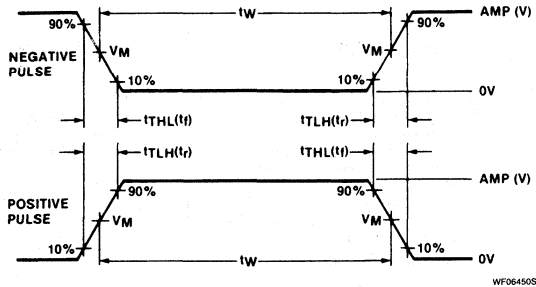 tW
AMP (V)
90%
90%
VM
VM
NEGATIVE
PULSE
10%
10%
0V
tTHL(tf)
tTLH(tr)
tTLH(tr)
tTHL(tf)
AMP (V)
90%
90%
POSITIVE
PULSE
VM
VM
10%
10%
tW
0V
WF06450S